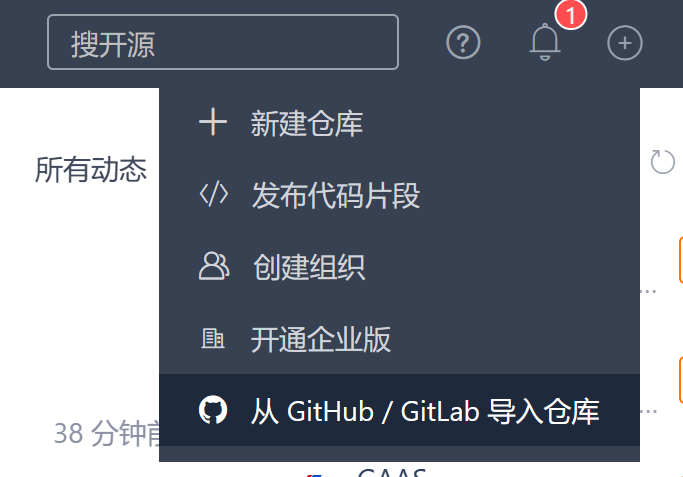 搜开源
1
新建仓库
所有动态
发布代码片段
创建组织
...
开通企业版
从 GitHub / GitLab 导入仓库
...
38 分钟前